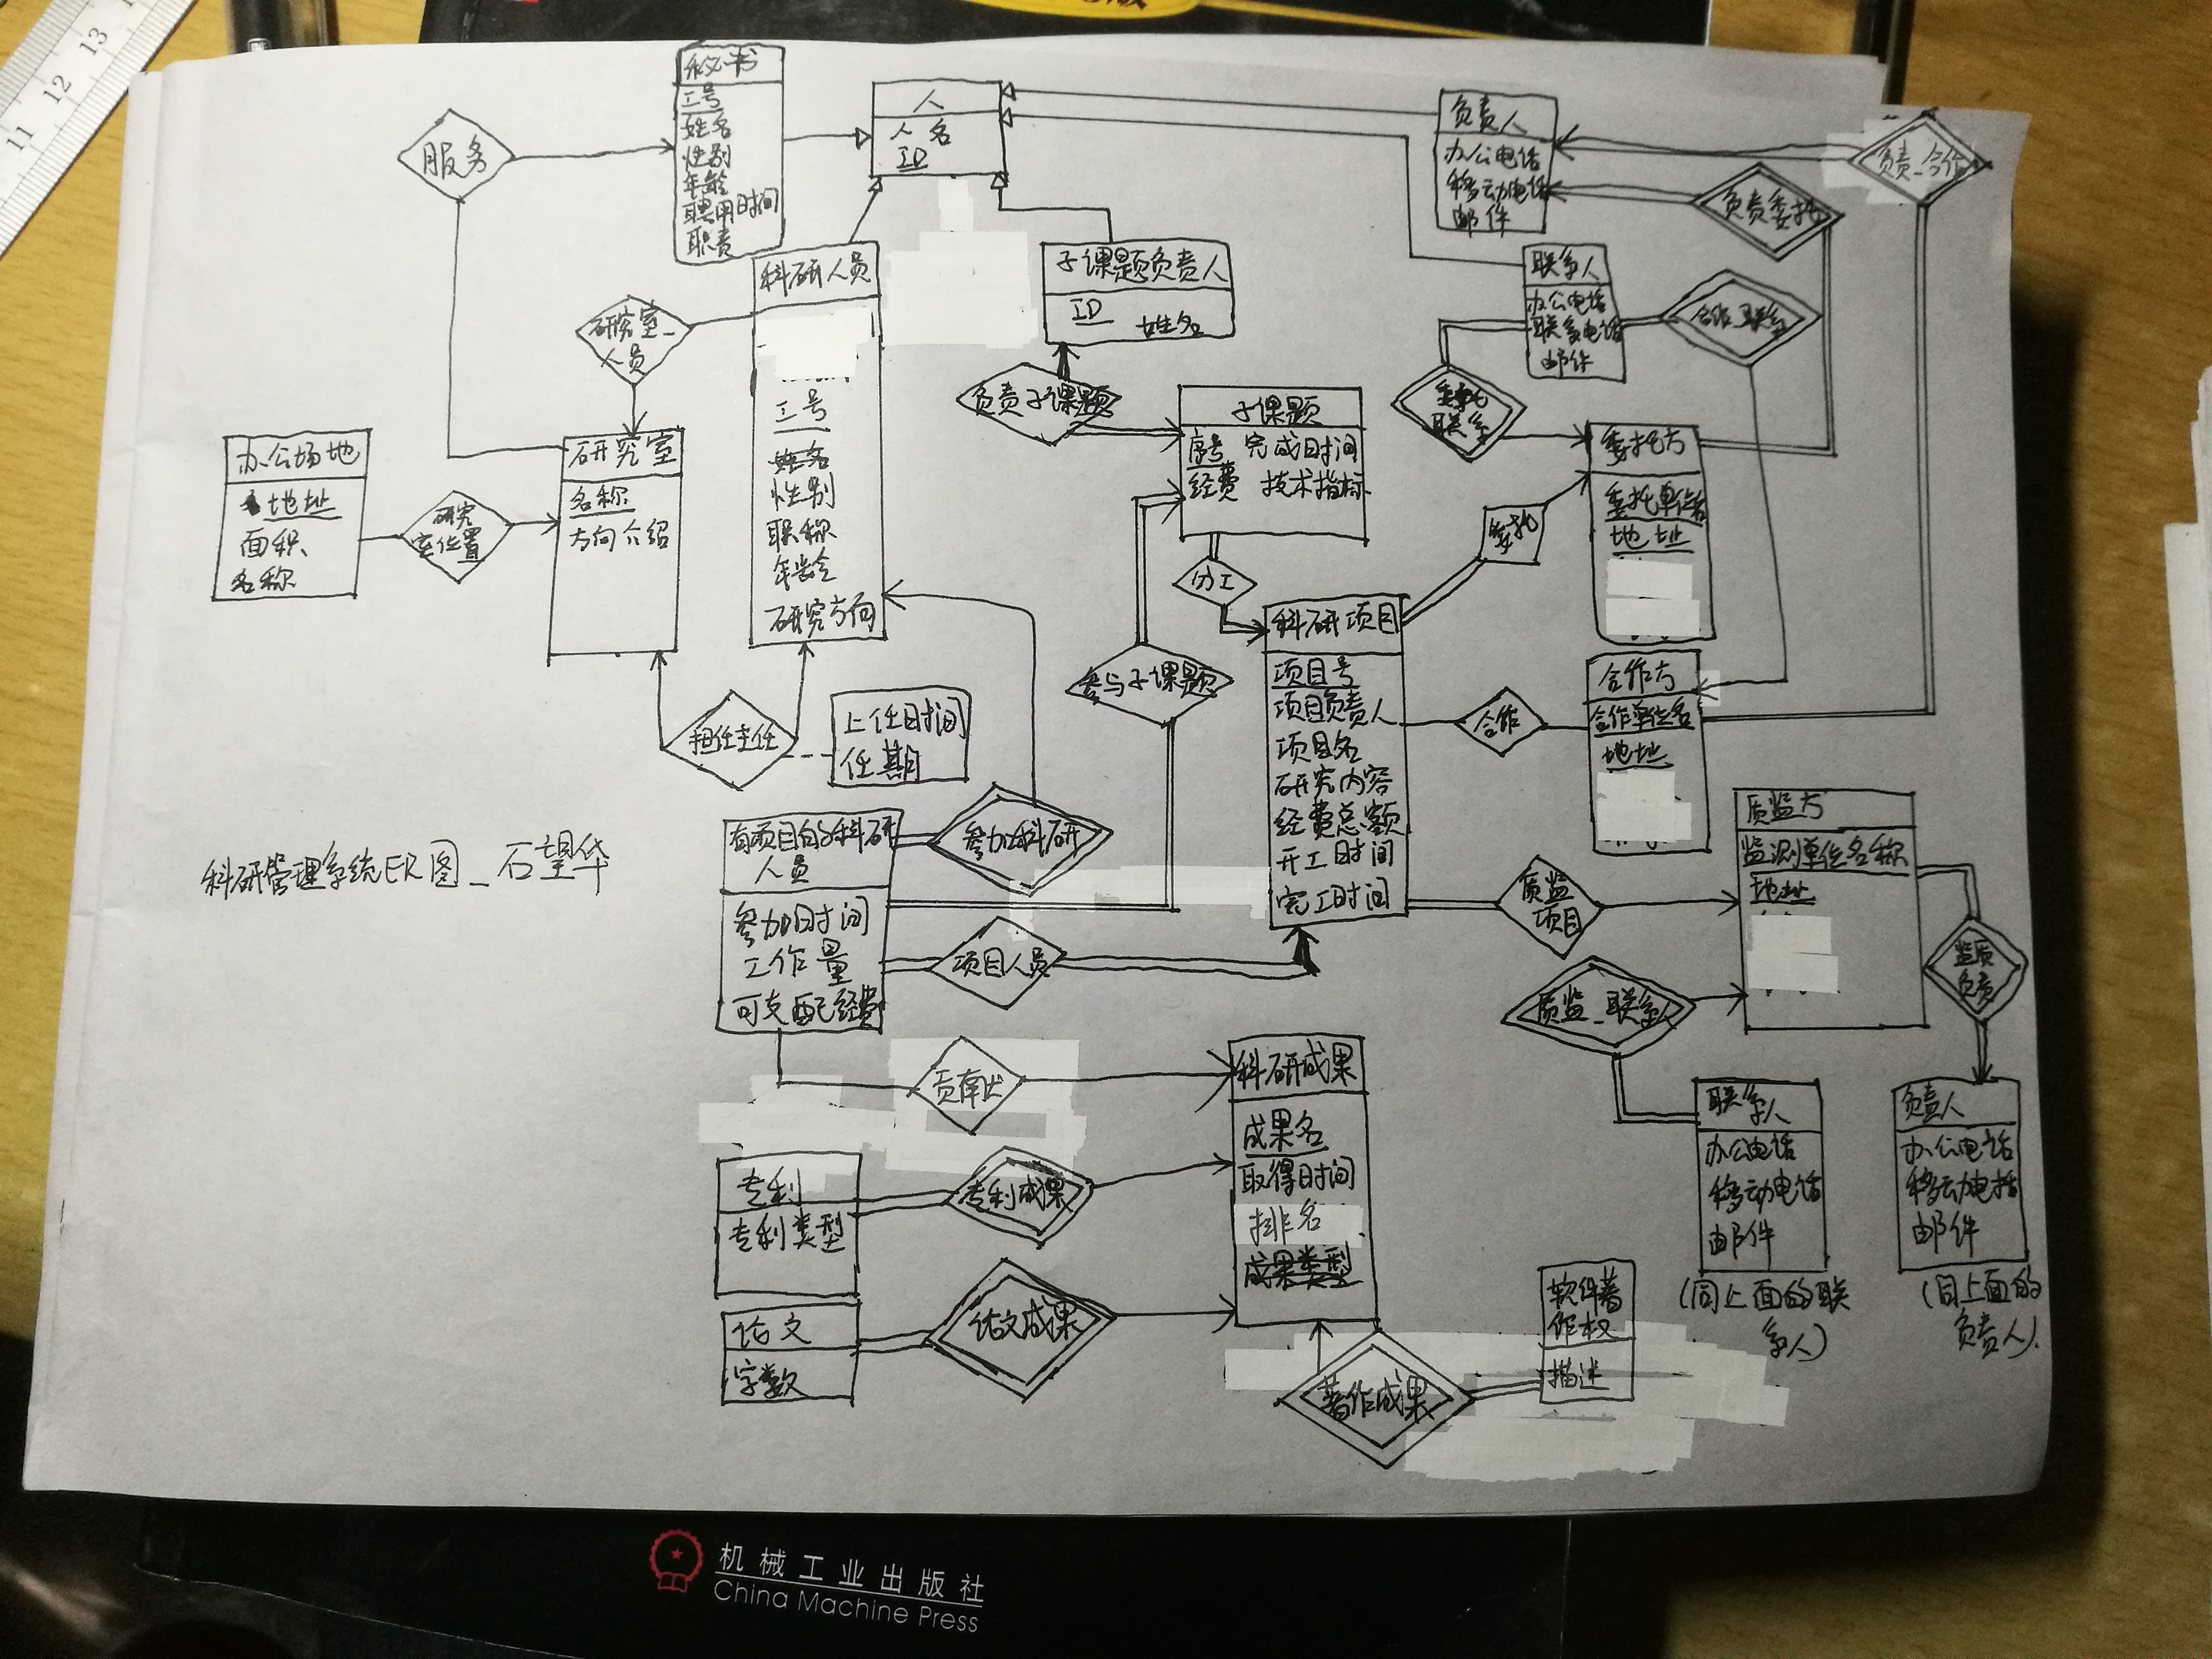 11 12 13
秘书
工号
姓名
性别
年龄
聘用时间
职责
人
人名
ID
负责人
办公电话
移动电话
邮件
负责_合作
负责委托
服务
科研人员
工号
姓名
性别
职称
年龄
研究方向
子课题负责人
ID 姓名
联系人
办公电话
联系电话
邮件
合作_联系
研究室_
人员
负责子课题
子课题
序号 完成时间
经费 技术指标
委托
联系
委托方
委托单位名
地址
办公场地
地址
面积
名称
研究
室位置
研究室
名称
方向介绍
委托
分工
科研项目
项目号
项目负责人
项目名
研究内容
经费总额
开工时间
完工时间
参与子课题
合作
合作方
合作单位名
地址
担任主任
上任时间
任期
质监方
监测单位名称
地址
科研管理系统ER图_石望华
有项目的科研
人员
参加时间
工作量
可支配经费
参加科研
项目人员
质监
项目
监质
负责
质监_联系人
贡献
科研成果
成果名
取得时间
排名
成果类型
联系人
办公电话
移动电话
邮件
(同上面的联
系人)
负责人
办公电话
移动电话
邮件
(同上面的
负责人).
专利
专利类型
专利成果
论文
字数
论文成果
软件著
作权
描述
著作成果
机械工业出版社
China Machine Press